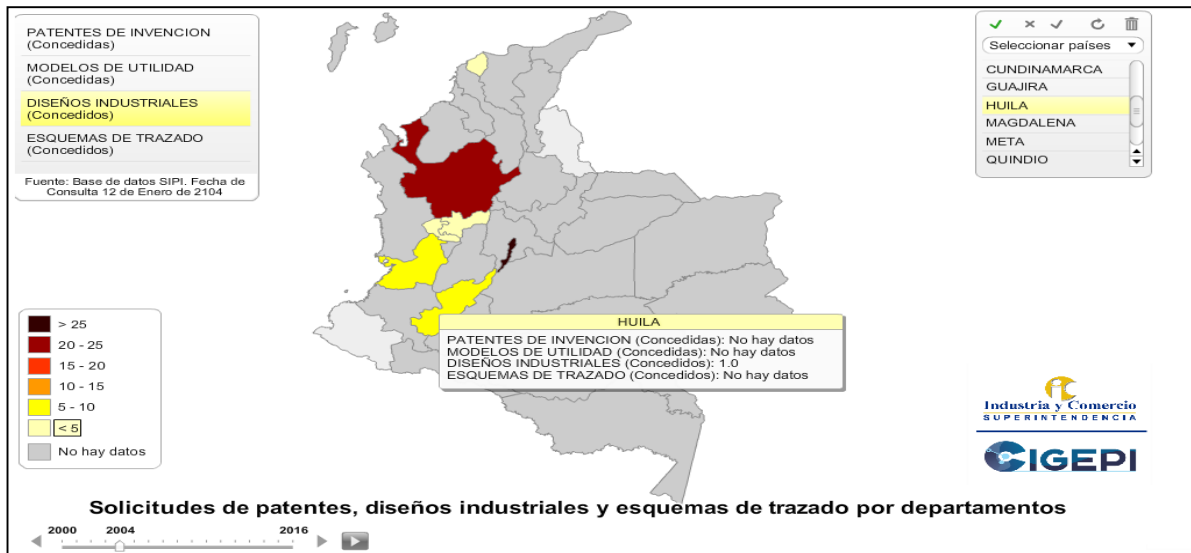 PATENTES DE INVENCION
(Concedidas)
MODELOS DE UTILIDAD
(Concedidas)
DISEÑOS INDUSTRIALES
(Concedidos)
ESQUEMAS DE TRAZADO
(Concedidos)
Fuente: Base de datos SIPI. Fecha de
Consulta 12 de Enero de 2104
Seleccionar países
CUNDINAMARCA
GUAJIRA
HUILA
MAGDALENA
META
QUINDIO
> 25
20 - 25
15 - 20
10 - 15
5 - 10
< 5
No hay datos
HUILA
PATENTES DE INVENCION (Concedidas): No hay datos
MODELOS DE UTILIDAD (Concedidas): No hay datos
DISEÑOS INDUSTRIALES (Concedidos): 1.0
ESQUEMAS DE TRAZADO (Concedidos): No hay datos
Industria y Comercio
SUPERINTENDENCIA
CIGEPI
Solicitudes de patentes, diseños industriales y esquemas de trazado por departamentos
2000 2004 2016